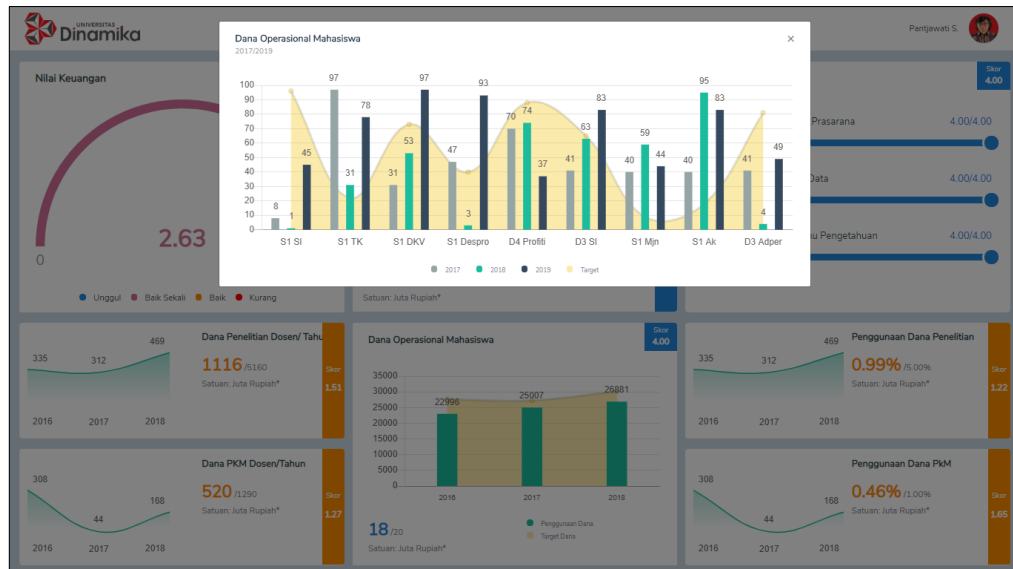 UNIVERSITAS
Dinamika
Pantjawati S.
Dana Operasional Mahasiswa
×
2017/2019
100
90
80
70
60
50
40
30
20
10
0
8
1
45
97
31
78
31
53
97
47
3
93
70
74
37
41
63
83
40
59
44
40
95
83
41
4
49
S1 SI
S1 TK
S1 DKV
S1 Despro
D4 Profiti
D3 SI
S1 Mjn
S1 Ak
D3 Adper
2017
2018
2019
Target
Nilai Keuangan
2.63
0
Unggul
Baik Sekali
Baik
Kurang
Satuan: Juta Rupiah*
Skor
4.00
Prasarana
4.00/4.00
Data
4.00/4.00
Pengetahuan
4.00/4.00
Dana Penelitian Dosen/ Tahu
335
312
469
2016
2017
2018
1116 /5160
Satuan: Juta Rupiah*
Skor
1.51
Dana Operasional Mahasiswa
Skor
4.00
35000
30000
25000
20000
15000
10000
5000
0
22996
25007
26881
2016
2017
2018
18 /20
Satuan: Juta Rupiah*
Penggunaan Dana
Target Dana
Penggunaan Dana Penelitian
335
312
469
2016
2017
2018
0.99% /5.00%
Satuan: Juta Rupiah*
Skor
1.22
Dana PKM Dosen/Tahun
308
44
168
2016
2017
2018
520 /1290
Satuan: Juta Rupiah*
Skor
1.27
Penggunaan Dana PkM
308
44
168
2016
2017
2018
0.46% /1.00%
Satuan: Juta Rupiah*
Skor
1.65